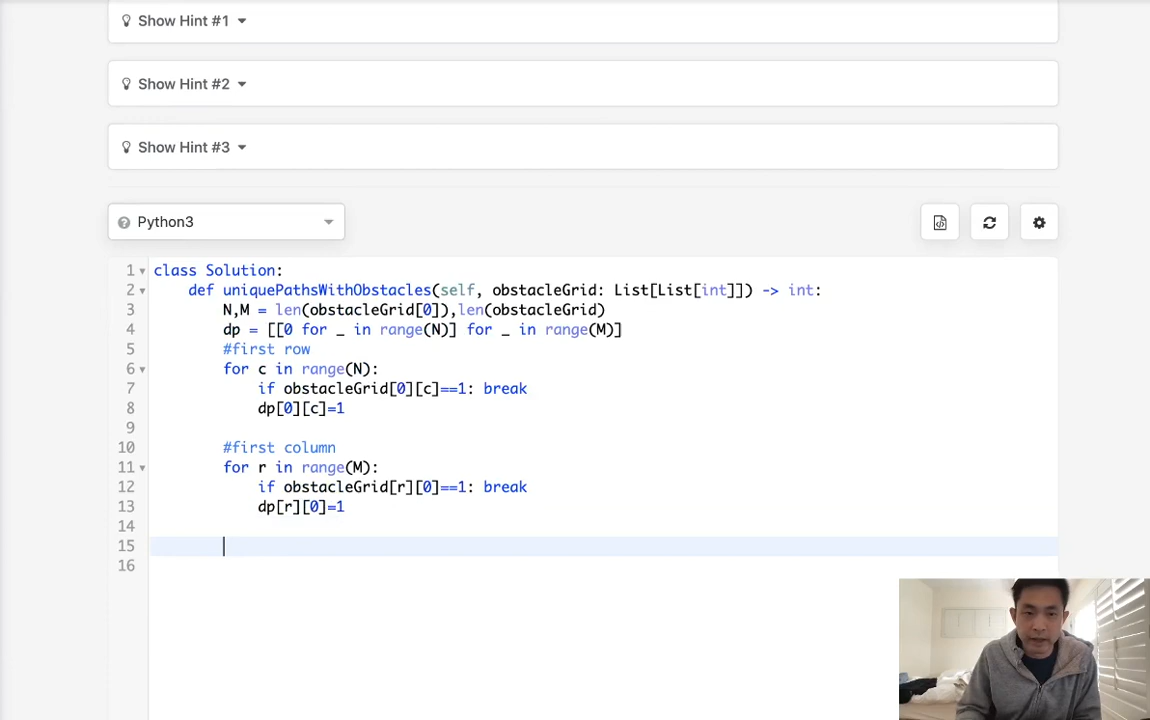 Show Hint #1
Show Hint #2
Show Hint #3
Python3
1 class Solution:
2 def uniquePathsWithObstacles(self, obstacleGrid: List[List[int]]) -> int:
3 N,M = len(obstacleGrid[0]),len(obstacleGrid)
4 dp = [[0 for _ in range(N)] for _ in range(M)]
5 #first row
6 for c in range(N):
7 if obstacleGrid[0][c]==1: break
8 dp[0][c]=1
9
10 #first column
11 for r in range(M):
12 if obstacleGrid[r][0]==1: break
13 dp[r][0]=1
14
15
16